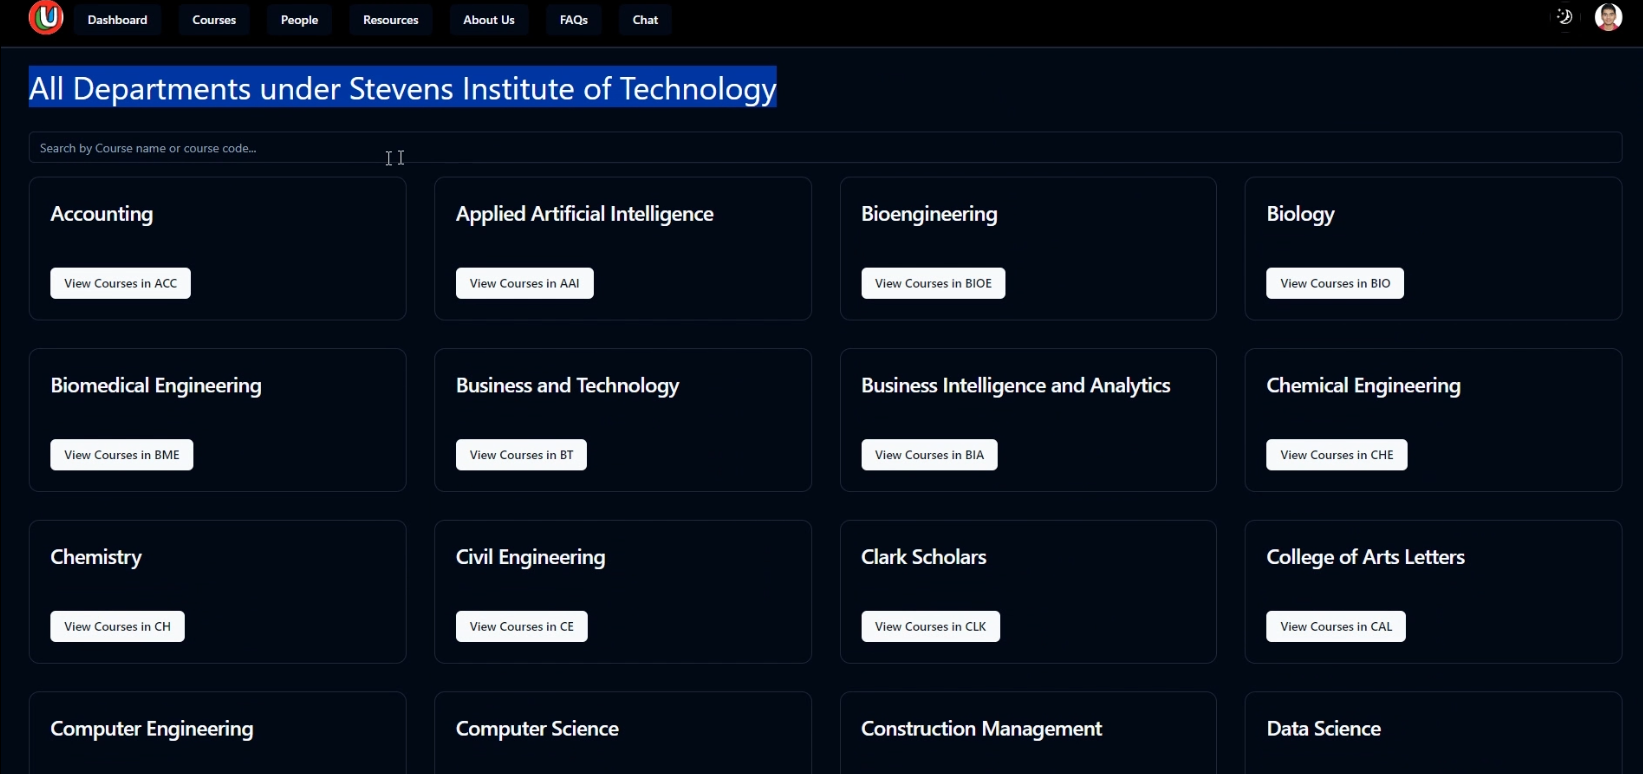 U Dashboard Courses People Resources About Us FAQs Chat
All Departments under Stevens Institute of Technology
Search by Course name or course code...
Accounting Applied Artificial Intelligence Bioengineering Biology
View Courses in ACC View Courses in AAI View Courses in BIOE View Courses in BIO
Biomedical Engineering Business and Technology Business Intelligence and Analytics Chemical Engineering
View Courses in BME View Courses in BT View Courses in BIA View Courses in CHE
Chemistry Civil Engineering Clark Scholars College of Arts Letters
View Courses in CH View Courses in CE View Courses in CLK View Courses in CAL
Computer Engineering Computer Science Construction Management Data Science